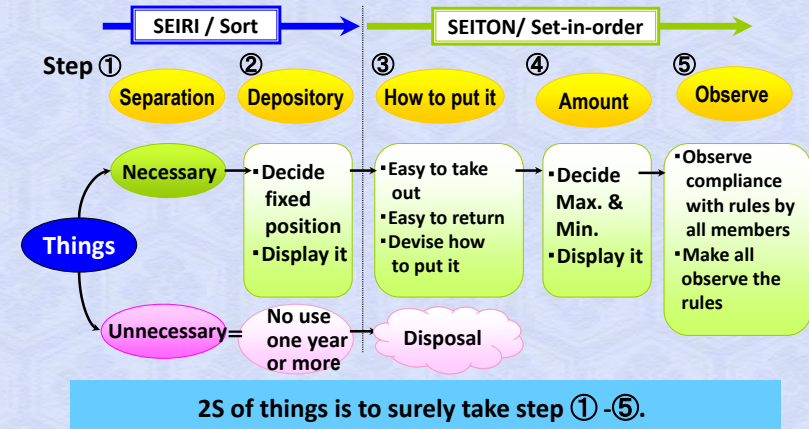 SEIRI / Sort
SEITON/ Set-in-order
Step ① ② ③ ④ ⑤
Separation
Depository
How to put it
Amount
Observe
Things
Necessary
▪Decide
fixed
position
▪Display it
▪Easy to take
out
▪Easy to return
▪Devise how
to put it
▪Decide
Max. &
Min.
▪Display it
▪Observe
compliance
with rules by
all members
▪Make all
observe the
rules
Unnecessary=
No use
one year
or more
Disposal
2S of things is to surely take step ① -⑤.